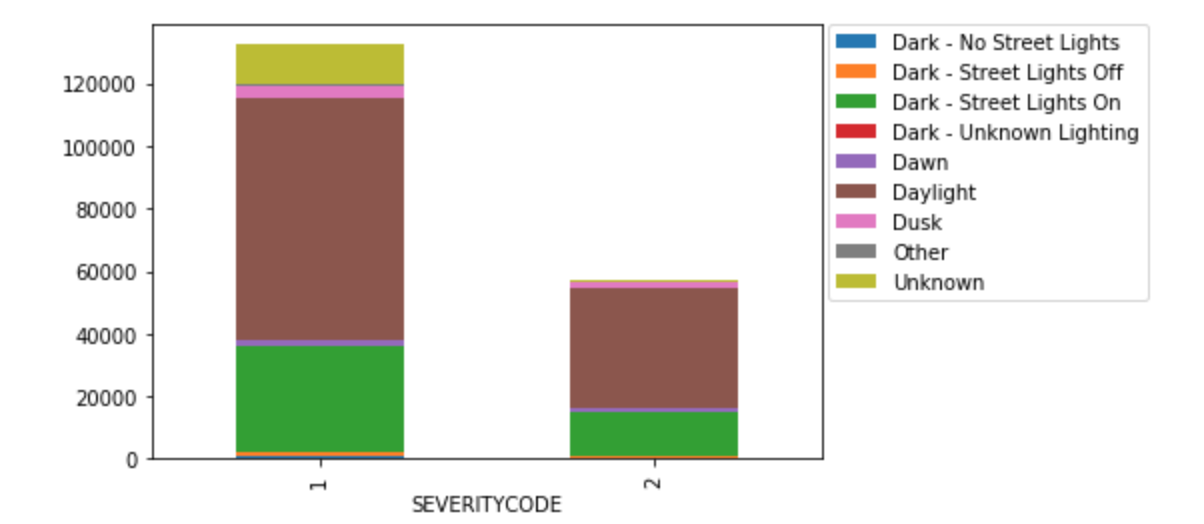 120000
100000
80000
60000
40000
20000
0
1
2
SEVERITYCODE
Dark - No Street Lights
Dark - Street Lights Off
Dark - Street Lights On
Dark - Unknown Lighting
Dawn
Daylight
Dusk
Other
Unknown